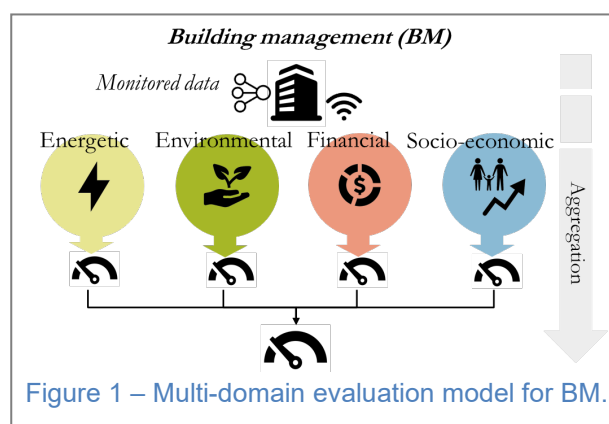 Building management (BM)
Monitored data
Energetic Environmental Financial Socio-economic
$
Aggregation
Figure 1 – Multi-domain evaluation model for BM.